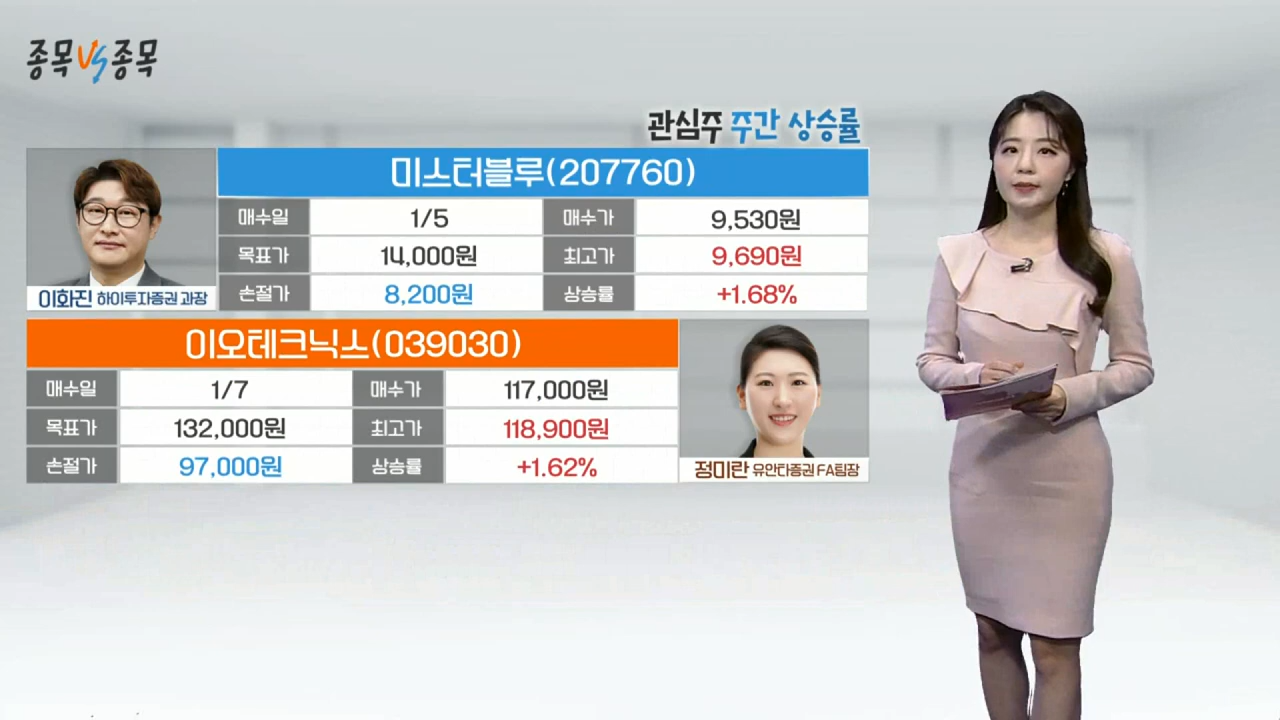 종목VS종목
관심주 주간 상승률
미스터블루(207760)
매수일 1/5 매수가 9,530원
목표가 14,000원 최고가 9,690원
손절가 8,200원 상승률 +1.68%
이화진 하이투자증권 과장
이오테크닉스(039030)
매수일 1/7 매수가 117,000원
목표가 132,000원 최고가 118,900원
손절가 97,000원 상승률 +1.62%
정미란 유안타증권 FA팀장